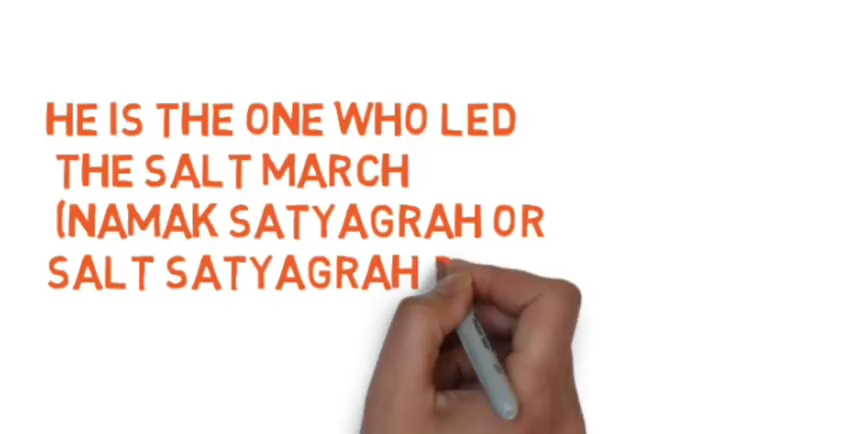 HE IS THE ONE WHO LED
THE SALT MARCH
(NAMAK SATYAGRAH OR
SALT SATYAGRAH